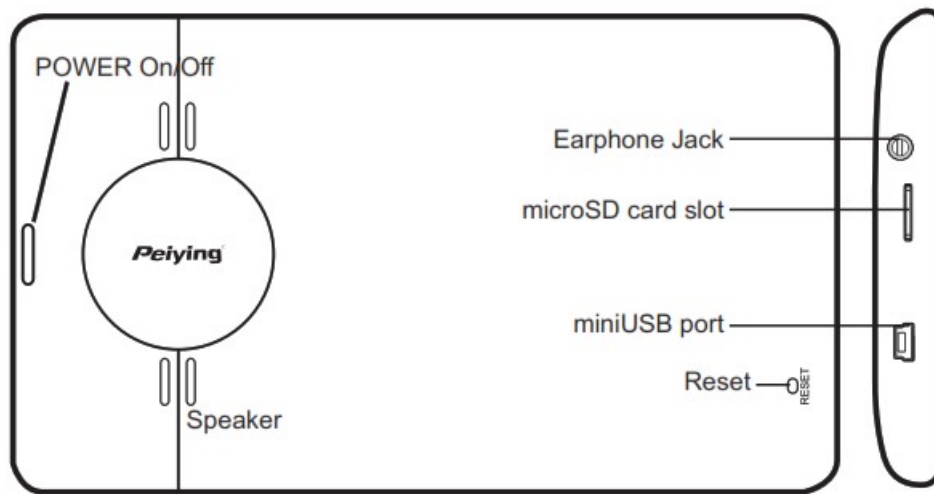 POWER On/Off
Earphone Jack
microSD card slot
Peiying
miniUSB port
Reset
RESET
Speaker